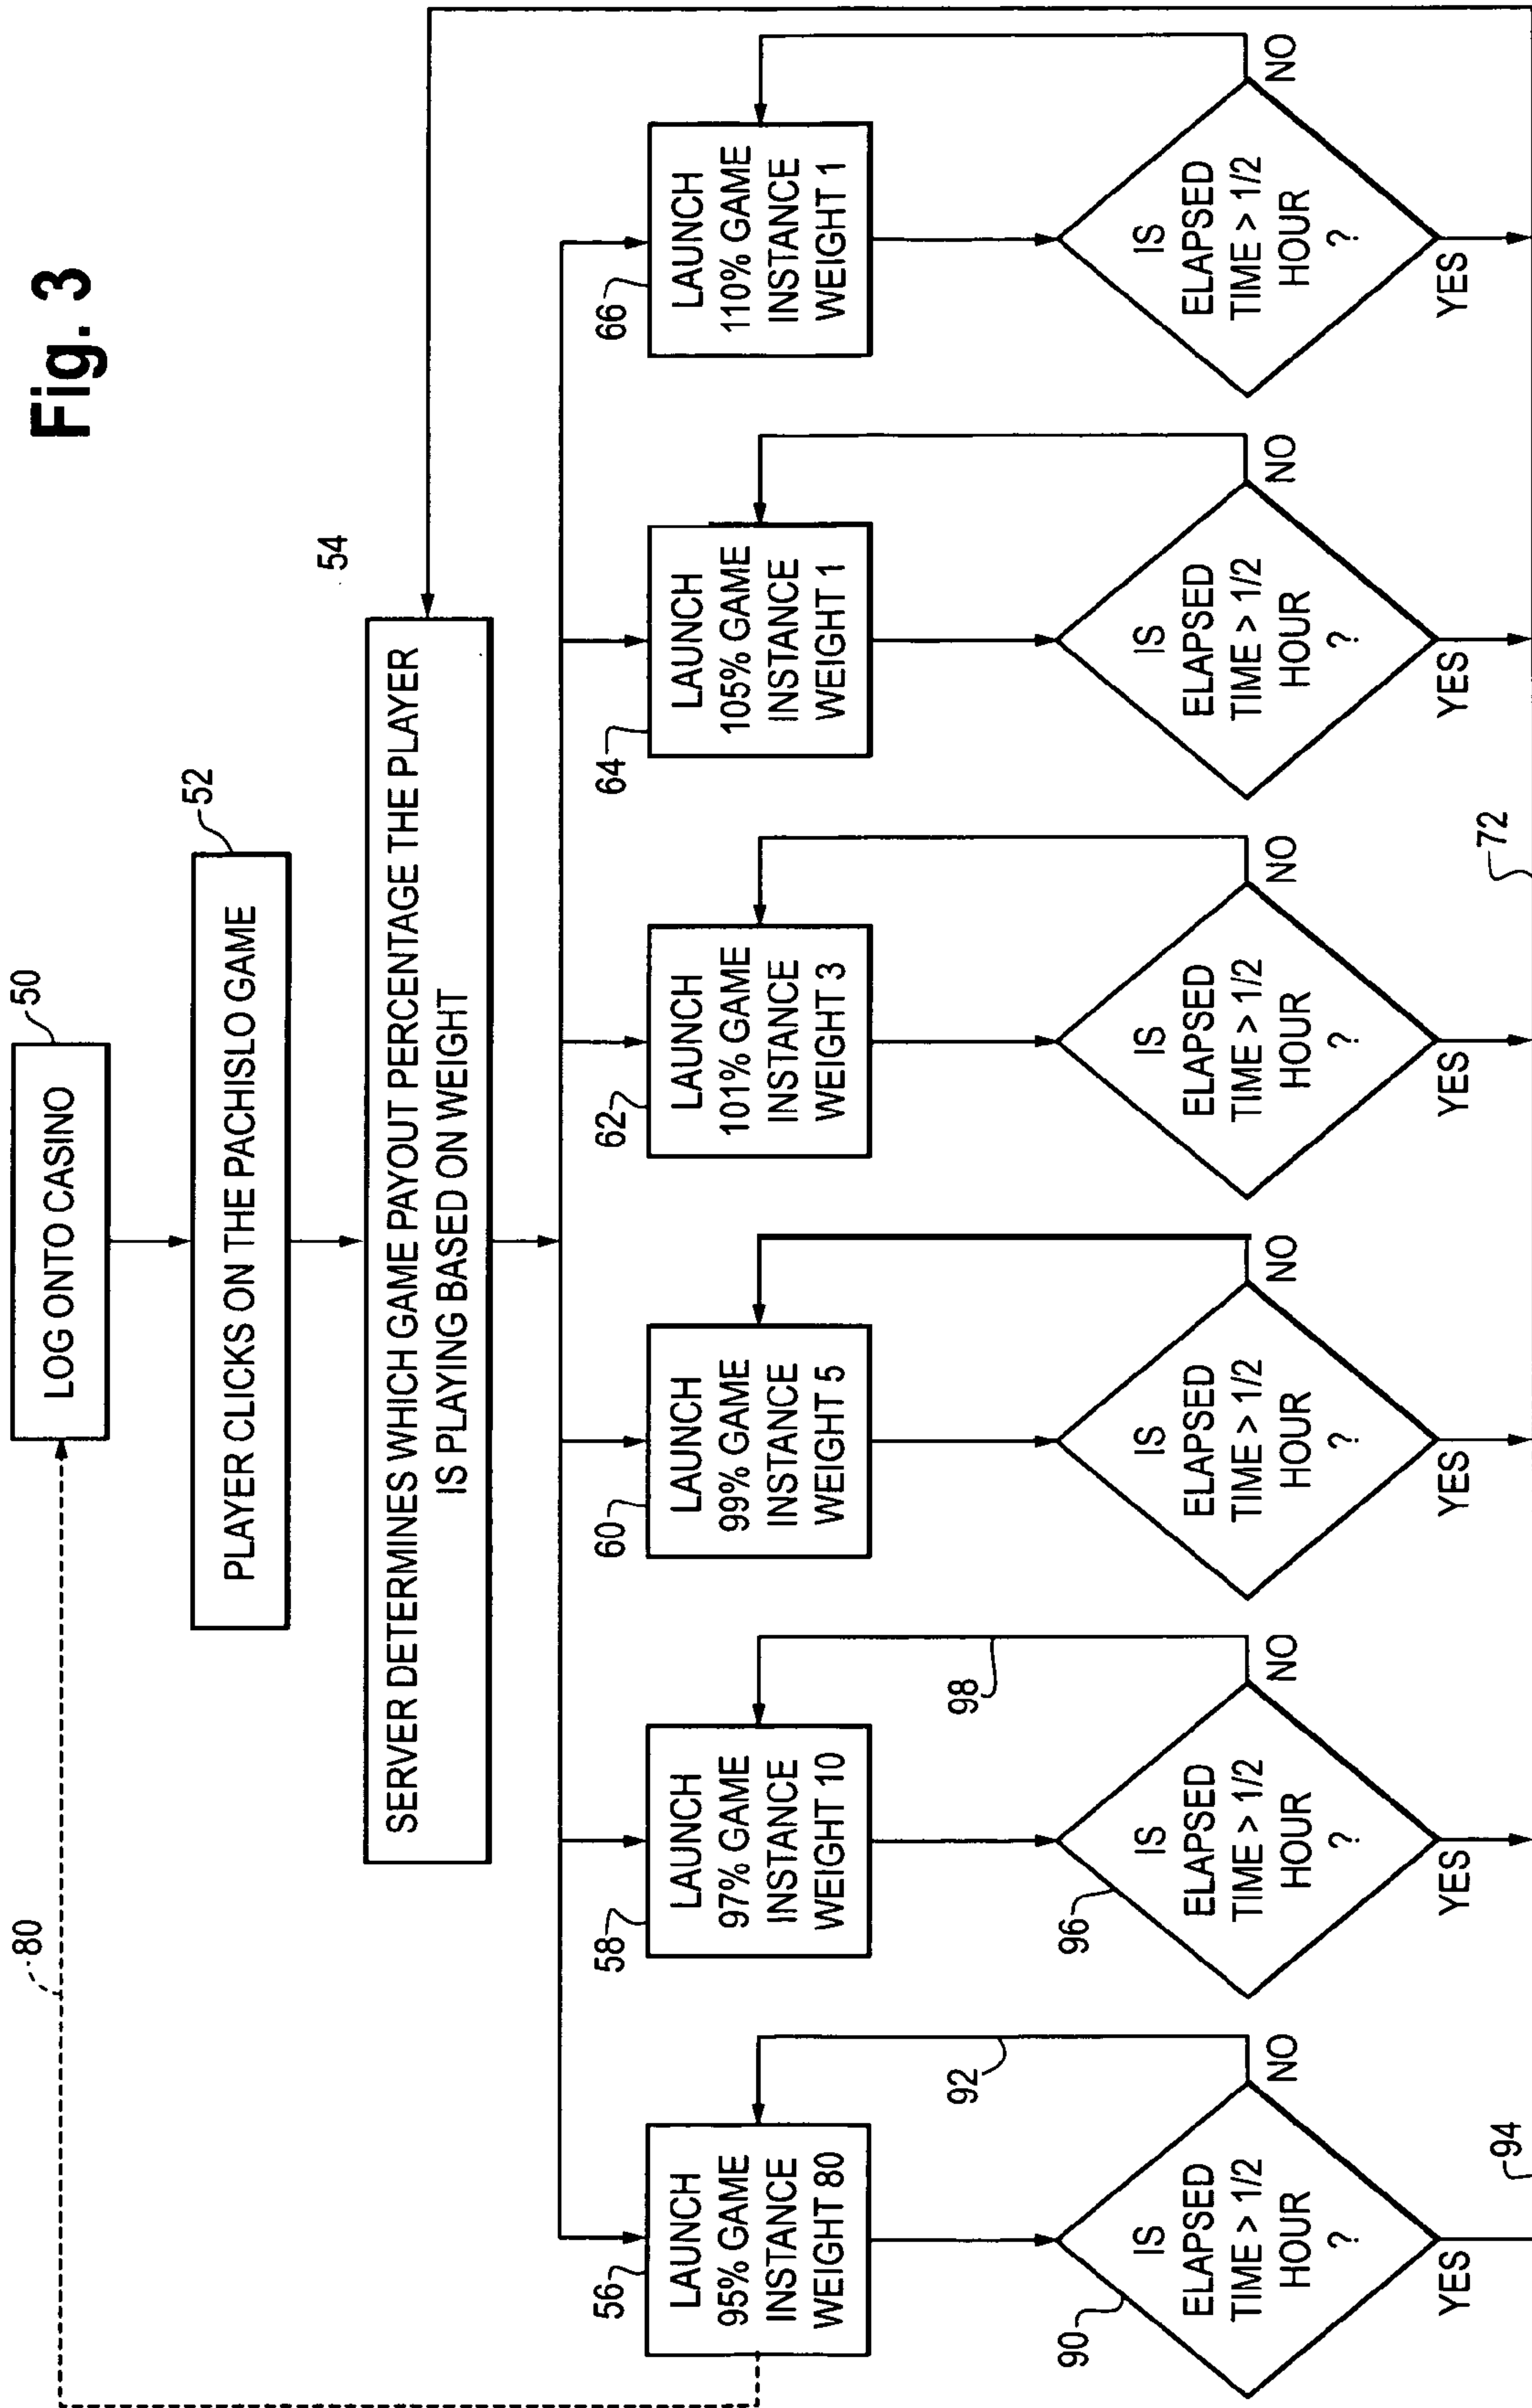 Fig. 3
80
50
LOG ONTO CASINO
52
PLAYER CLICKS ON THE PACHISLO GAME
54
SERVER DETERMINES WHICH GAME PAYOUT PERCENTAGE THE PLAYER
IS PLAYING BASED ON WEIGHT
56
LAUNCH
95% GAME
INSTANCE
WEIGHT 80
58
LAUNCH
97% GAME
INSTANCE
WEIGHT 10
60
LAUNCH
99% GAME
INSTANCE
WEIGHT 5
62
LAUNCH
101% GAME
INSTANCE
WEIGHT 3
64
LAUNCH
105% GAME
INSTANCE
WEIGHT 1
66
LAUNCH
110% GAME
INSTANCE
WEIGHT 1
90
IS
ELAPSED
TIME > 1/2
HOUR
?
92
NO
YES
94
96
IS
ELAPSED
TIME > 1/2
HOUR
?
98
NO
YES
IS
ELAPSED
TIME > 1/2
HOUR
?
NO
YES
IS
ELAPSED
TIME > 1/2
HOUR
?
NO
YES
72
IS
ELAPSED
TIME > 1/2
HOUR
?
NO
YES
IS
ELAPSED
TIME > 1/2
HOUR
?
NO
YES